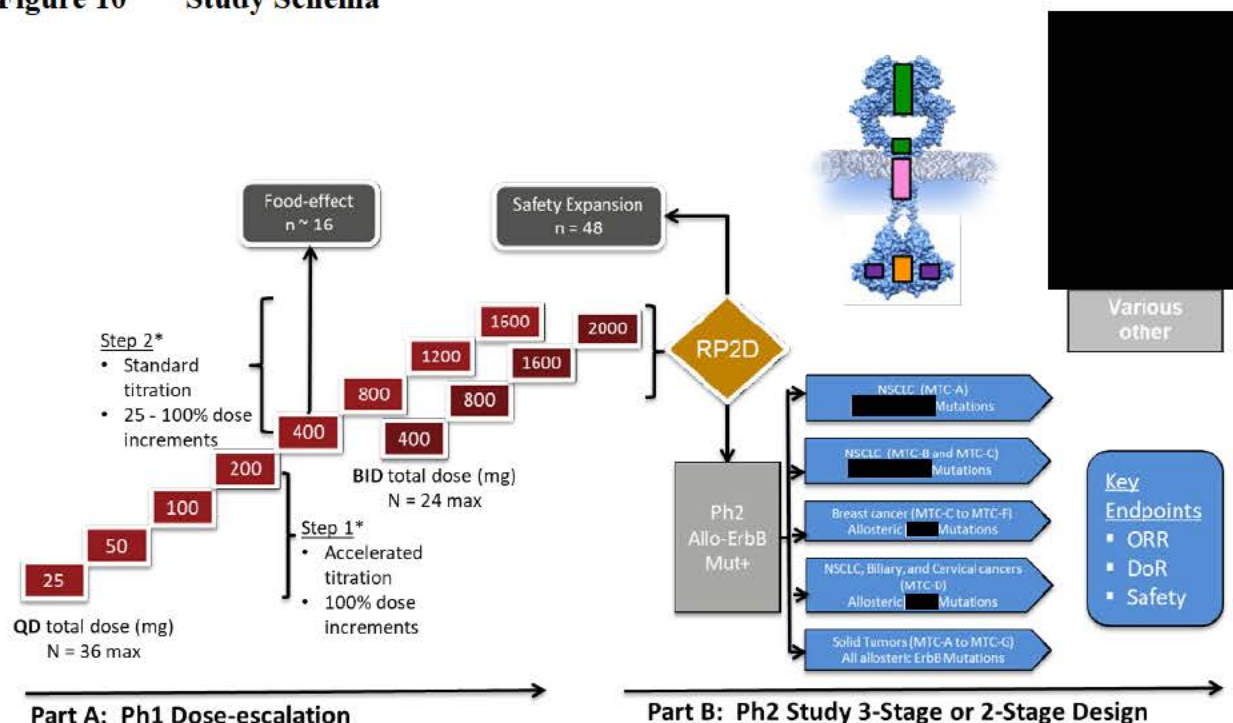 Figure 10 Study Schema
Food-effect
n ~ 16
Safety Expansion
n = 48
Various
other
Step 2*
• Standard
titration
• 25 - 100% dose
increments
1600
2000
1200
1600
800
800
400
400
200
100
50
25
RP2D
BID total dose (mg)
N = 24 max
Step 1*
• Accelerated
titration
• 100% dose
increments
QD total dose (mg)
N = 36 max
Ph2
Allo-ErbB
Mut+
NSCLC (MTC-A)
Mutations
NSCLC (MTC-B and MTC-C)
Mutations
Breast cancer (MTC-C to MTC-F)
Allosteric Mutations
NSCLC, Biliary, and Cervical cancers
(MTC-D)
Allosteric Mutations
Solid Tumors (MTC-A to MTC-G)
All allosteric ErbB Mutations
Key
Endpoints
▪ ORR
▪ DoR
▪ Safety
Part A: Ph1 Dose-escalation
Part B: Ph2 Study 3-Stage or 2-Stage Design